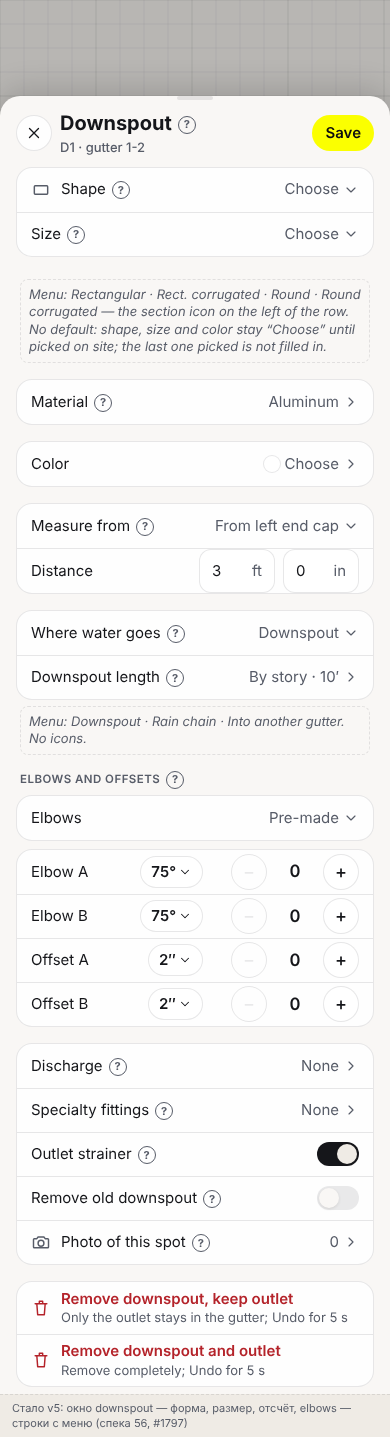 Downspout ?
D1 · gutter 1-2
Save
Shape ? Choose
Size ? Choose
Menu: Rectangular · Rect. corrugated · Round · Round
corrugated — the section icon on the left of the row.
No default: shape, size and color stay “Choose” until
picked on site; the last one picked is not filled in.
Material ? Aluminum
Color Choose
Measure from ? From left end cap
Distance 3 ft 0 in
Where water goes ? Downspout
Downspout length ? By story · 10′
Menu: Downspout · Rain chain · Into another gutter.
No icons.
ELBOWS AND OFFSETS ?
Elbows Pre-made
Elbow A 75° − 0 +
Elbow B 75° − 0 +
Offset A 2″ − 0 +
Offset B 2″ − 0 +
Discharge ? None
Specialty fittings ? None
Outlet strainer ?
Remove old downspout ?
Photo of this spot ? 0
Remove downspout, keep outlet
Only the outlet stays in the gutter; Undo for 5 s
Remove downspout and outlet
Remove completely; Undo for 5 s
Стало v5: окно downspout — форма, размер, отсчёт, elbows —
строки с меню (спека 56, #1797)